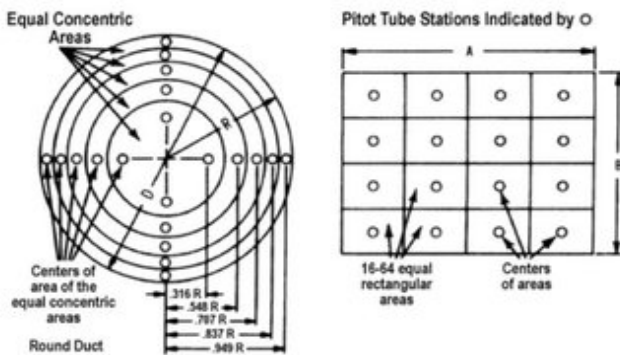 Equal Concentric
Areas
R
D
Centers of
area of the
equal concentric
areas
Round Duct
.316 R
.548 R
.707 R
.837 R
.949 R
Pitot Tube Stations Indicated by O
A
B
16-64 equal
rectangular
areas
Centers
of areas